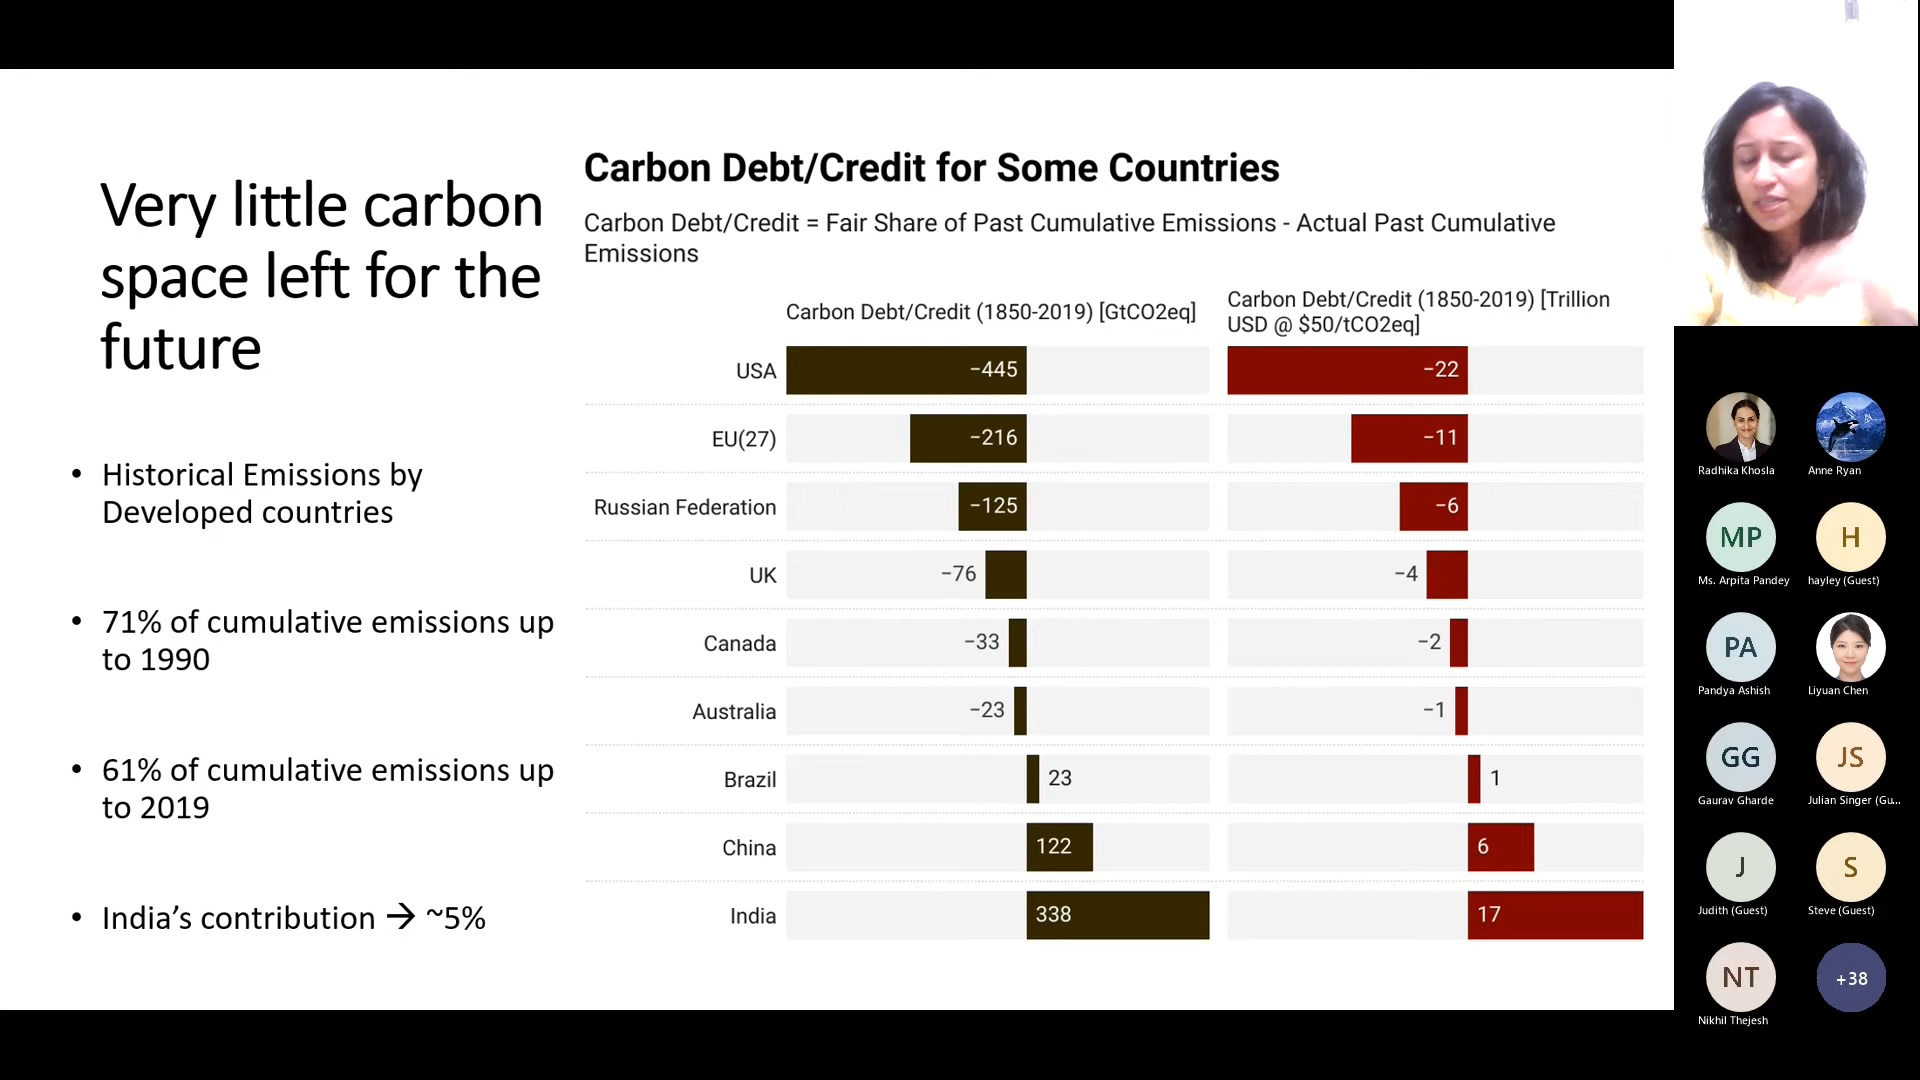 Very little carbon
space left for the
future
• Historical Emissions by
Developed countries
• 71% of cumulative emissions up
to 1990
• 61% of cumulative emissions up
to 2019
• India’s contribution → ~5%
Carbon Debt/Credit for Some Countries
Carbon Debt/Credit = Fair Share of Past Cumulative Emissions - Actual Past Cumulative
Emissions
Carbon Debt/Credit (1850-2019) [GtCO2eq]
Carbon Debt/Credit (1850-2019) [Trillion
USD @ $50/tCO2eq]
USA −445 −22
EU(27) −216 −11
Russian Federation −125 −6
UK −76 −4
Canada −33 −2
Australia −23 −1
Brazil 23 1
China 122 6
India 338 17
Radhika Khosla
Anne Ryan
MP
H
Ms. Arpita Pandey
hayley (Guest)
PA
Pandya Ashish
Liyuan Chen
GG
JS
Gaurav Gharde
Julian Singer (Gu...
J
S
Judith (Guest)
Steve (Guest)
NT
+38
Nikhil Thejesh